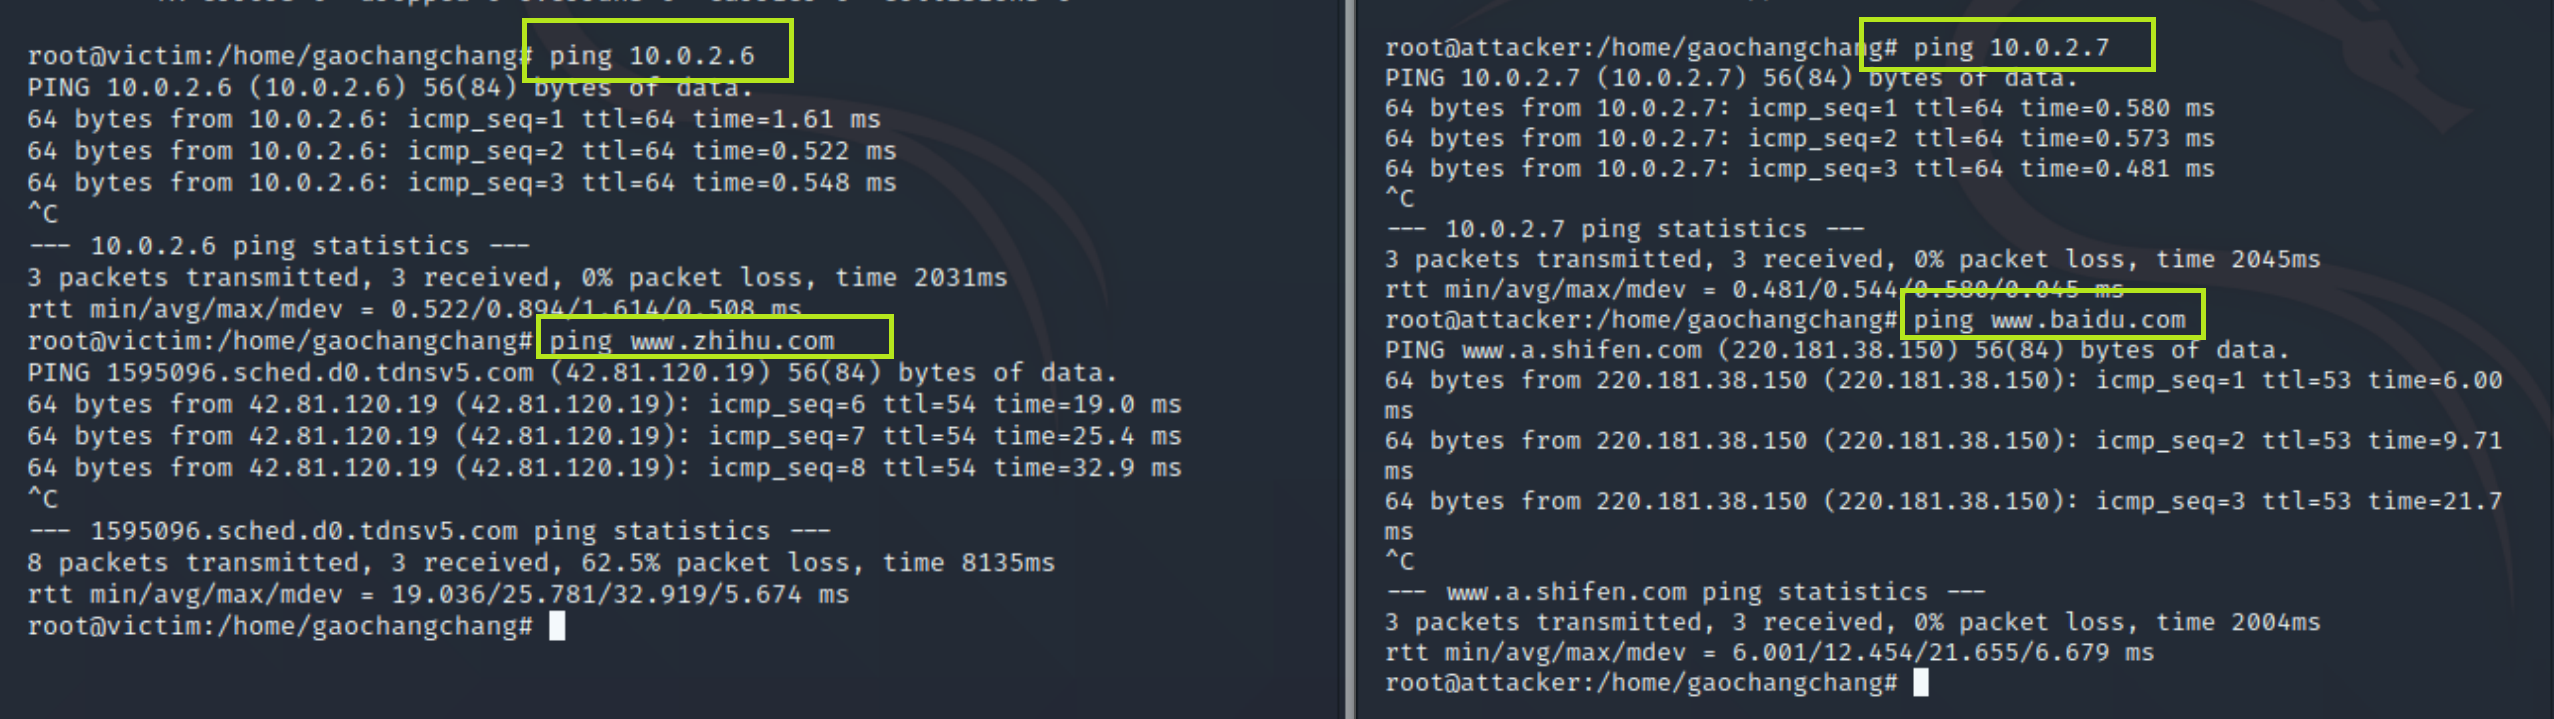 root@victim:/home/gaochangchang# ping 10.0.2.6
PING 10.0.2.6 (10.0.2.6) 56(84) bytes of data.
64 bytes from 10.0.2.6: icmp_seq=1 ttl=64 time=1.61 ms
64 bytes from 10.0.2.6: icmp_seq=2 ttl=64 time=0.522 ms
64 bytes from 10.0.2.6: icmp_seq=3 ttl=64 time=0.548 ms
^C
--- 10.0.2.6 ping statistics ---
3 packets transmitted, 3 received, 0% packet loss, time 2031ms
rtt min/avg/max/mdev = 0.522/0.894/1.614/0.508 ms
root@victim:/home/gaochangchang# ping www.zhihu.com
PING 1595096.sched.d0.tdnsv5.com (42.81.120.19) 56(84) bytes of data.
64 bytes from 42.81.120.19 (42.81.120.19): icmp_seq=6 ttl=54 time=19.0 ms
64 bytes from 42.81.120.19 (42.81.120.19): icmp_seq=7 ttl=54 time=25.4 ms
64 bytes from 42.81.120.19 (42.81.120.19): icmp_seq=8 ttl=54 time=32.9 ms
^C
--- 1595096.sched.d0.tdnsv5.com ping statistics ---
8 packets transmitted, 3 received, 62.5% packet loss, time 8135ms
rtt min/avg/max/mdev = 19.036/25.781/32.919/5.674 ms
root@victim:/home/gaochangchang#
root@attacker:/home/gaochangchang# ping 10.0.2.7
PING 10.0.2.7 (10.0.2.7) 56(84) bytes of data.
64 bytes from 10.0.2.7: icmp_seq=1 ttl=64 time=0.580 ms
64 bytes from 10.0.2.7: icmp_seq=2 ttl=64 time=0.573 ms
64 bytes from 10.0.2.7: icmp_seq=3 ttl=64 time=0.481 ms
^C
--- 10.0.2.7 ping statistics ---
3 packets transmitted, 3 received, 0% packet loss, time 2045ms
rtt min/avg/max/mdev = 0.481/0.544/0.580/0.045 ms
root@attacker:/home/gaochangchang# ping www.baidu.com
PING www.a.shifen.com (220.181.38.150) 56(84) bytes of data.
64 bytes from 220.181.38.150 (220.181.38.150): icmp_seq=1 ttl=53 time=6.00
ms
64 bytes from 220.181.38.150 (220.181.38.150): icmp_seq=2 ttl=53 time=9.71
ms
64 bytes from 220.181.38.150 (220.181.38.150): icmp_seq=3 ttl=53 time=21.7
ms
^C
--- www.a.shifen.com ping statistics ---
3 packets transmitted, 3 received, 0% packet loss, time 2004ms
rtt min/avg/max/mdev = 6.001/12.454/21.655/6.679 ms
root@attacker:/home/gaochangchang#